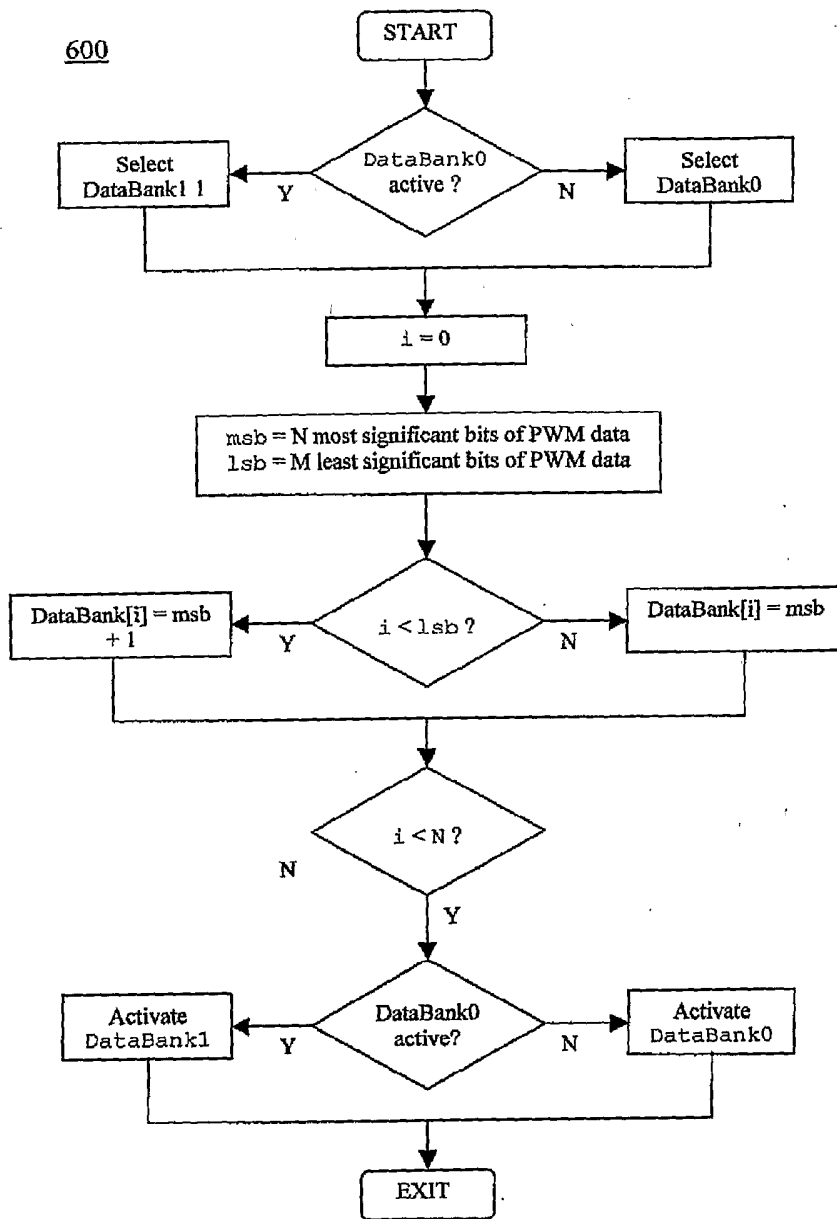 START
600
DataBank0
active ?
Select
DataBank1 1
Y
N
Select
DataBank0
i = 0
msb = N most significant bits of PWM data
lsb = M least significant bits of PWM data
DataBank[i] = msb
+ 1
Y
i < lsb ?
N
DataBank[i] = msb
i < N ?
N
Y
Activate
DataBank1
Y
DataBank0
active?
N
Activate
DataBank0
EXIT